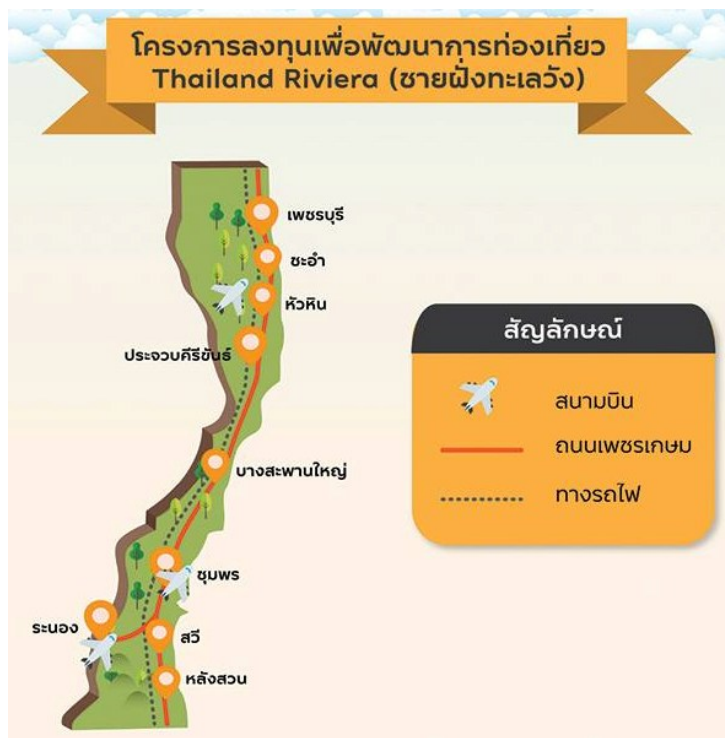 โครงการลงทุนเพื่อพัฒนาการท่องเที่ยว
Thailand Riviera (ชายฝั่งทะเลวัง)
เพชรบุรี
ชะอำ
หัวหิน
ประจวบคีรีขันธ์
บางสะพานใหญ่
ชุมพร
ระนอง
สวี
หลังสวน
สัญลักษณ์
สนามบิน
ถนนเพชรเกษม
ทางรถไฟ